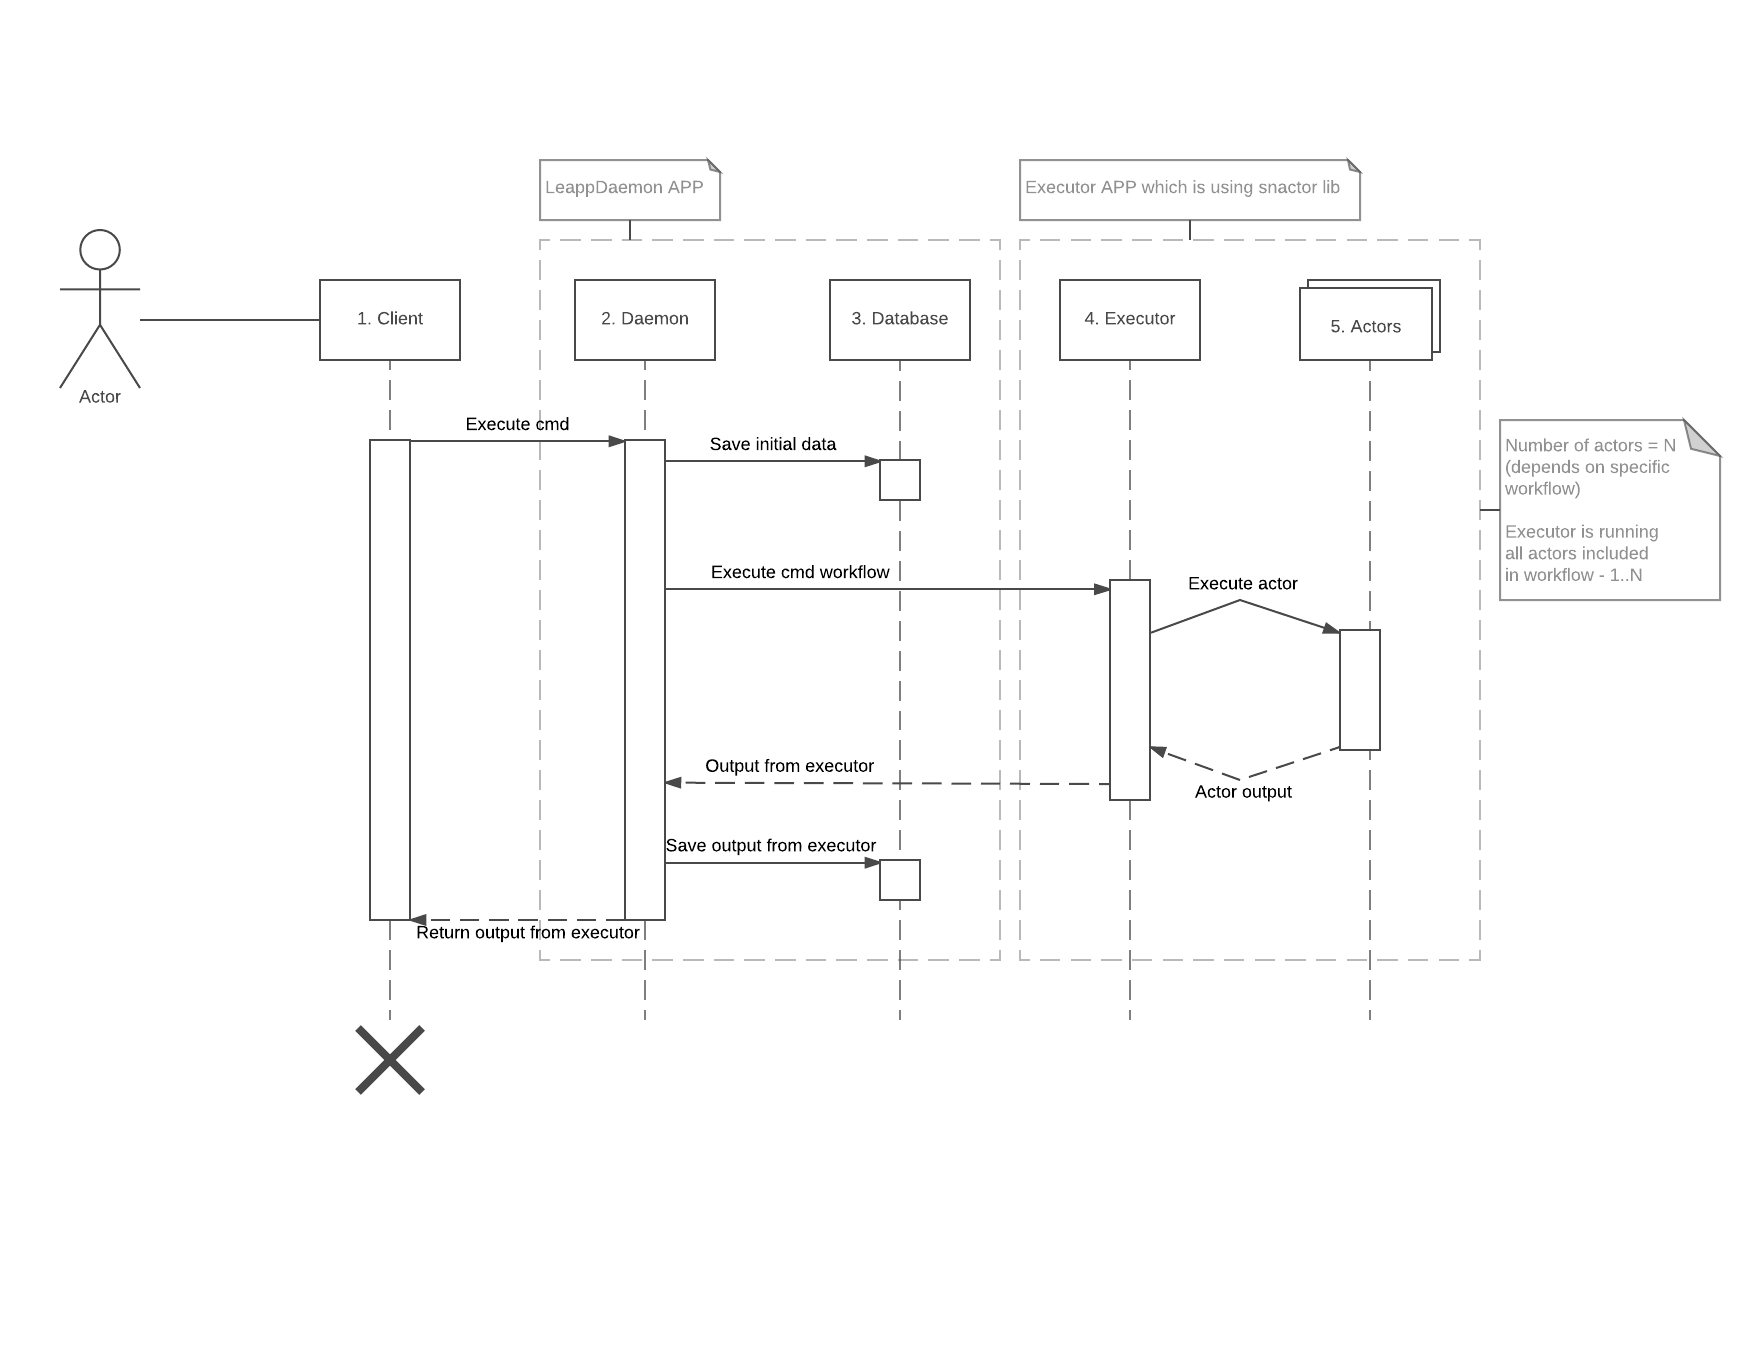 LeappDaemon APP
Executor APP which is using snactor lib
Actor
1. Client
2. Daemon
3. Database
4. Executor
5. Actors
Execute cmd
Save initial data
Number of actors = N
(depends on specific
workflow)
Executor is running
all actors included
in workflow - 1..N
Execute cmd workflow
Execute actor
Output from executor
Actor output
Save output from executor
Return output from executor